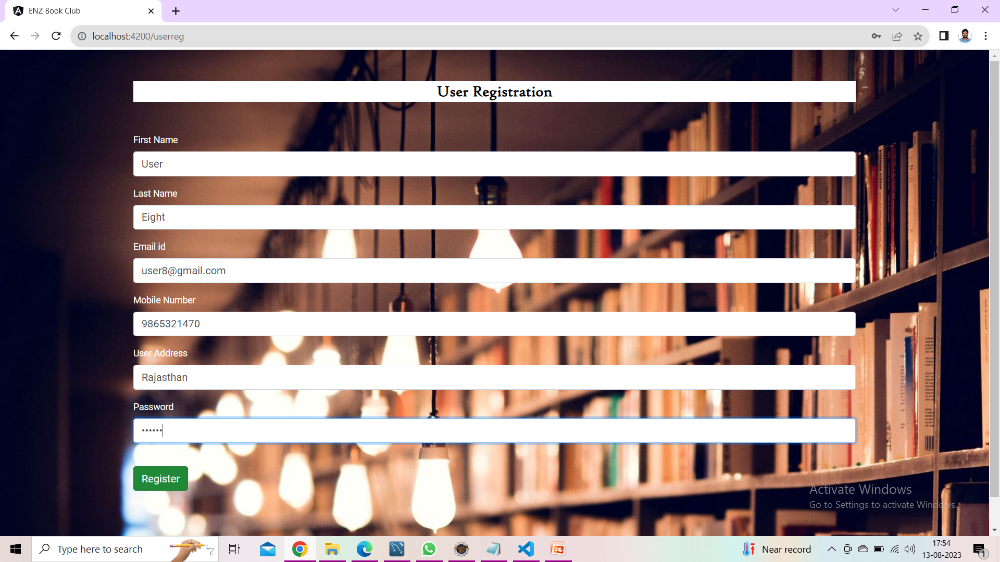 ENZ Book Club
localhost:4200/userreg
User Registration
First Name
User
Last Name
Eight
Email id
user8@gmail.com
Mobile Number
9865321470
User Address
Rajasthan
Password
••••••
Register
Activate Windows
Go to Settings to activate Windows.
Type here to search
Near record
17:54
13-08-2023
1